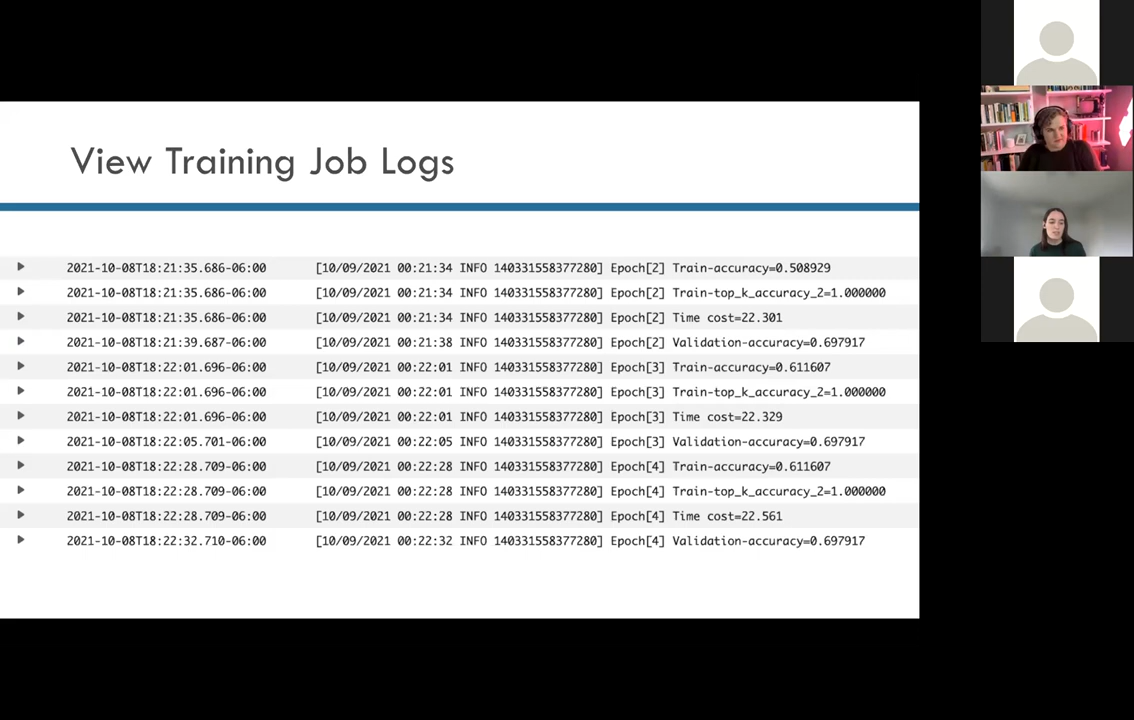 View Training Job Logs
2021-10-08T18:21:35.686-06:00 [10/09/2021 00:21:34 INFO 140331558377280] Epoch[2] Train-accuracy=0.508929
2021-10-08T18:21:35.686-06:00 [10/09/2021 00:21:34 INFO 140331558377280] Epoch[2] Train-top_k_accuracy_2=1.000000
2021-10-08T18:21:35.686-06:00 [10/09/2021 00:21:34 INFO 140331558377280] Epoch[2] Time cost=22.301
2021-10-08T18:21:39.687-06:00 [10/09/2021 00:21:38 INFO 140331558377280] Epoch[2] Validation-accuracy=0.697917
2021-10-08T18:22:01.696-06:00 [10/09/2021 00:22:01 INFO 140331558377280] Epoch[3] Train-accuracy=0.611607
2021-10-08T18:22:01.696-06:00 [10/09/2021 00:22:01 INFO 140331558377280] Epoch[3] Train-top_k_accuracy_2=1.000000
2021-10-08T18:22:01.696-06:00 [10/09/2021 00:22:01 INFO 140331558377280] Epoch[3] Time cost=22.329
2021-10-08T18:22:05.701-06:00 [10/09/2021 00:22:05 INFO 140331558377280] Epoch[3] Validation-accuracy=0.697917
2021-10-08T18:22:28.709-06:00 [10/09/2021 00:22:28 INFO 140331558377280] Epoch[4] Train-accuracy=0.611607
2021-10-08T18:22:28.709-06:00 [10/09/2021 00:22:28 INFO 140331558377280] Epoch[4] Train-top_k_accuracy_2=1.000000
2021-10-08T18:22:28.709-06:00 [10/09/2021 00:22:28 INFO 140331558377280] Epoch[4] Time cost=22.561
2021-10-08T18:22:32.710-06:00 [10/09/2021 00:22:32 INFO 140331558377280] Epoch[4] Validation-accuracy=0.697917